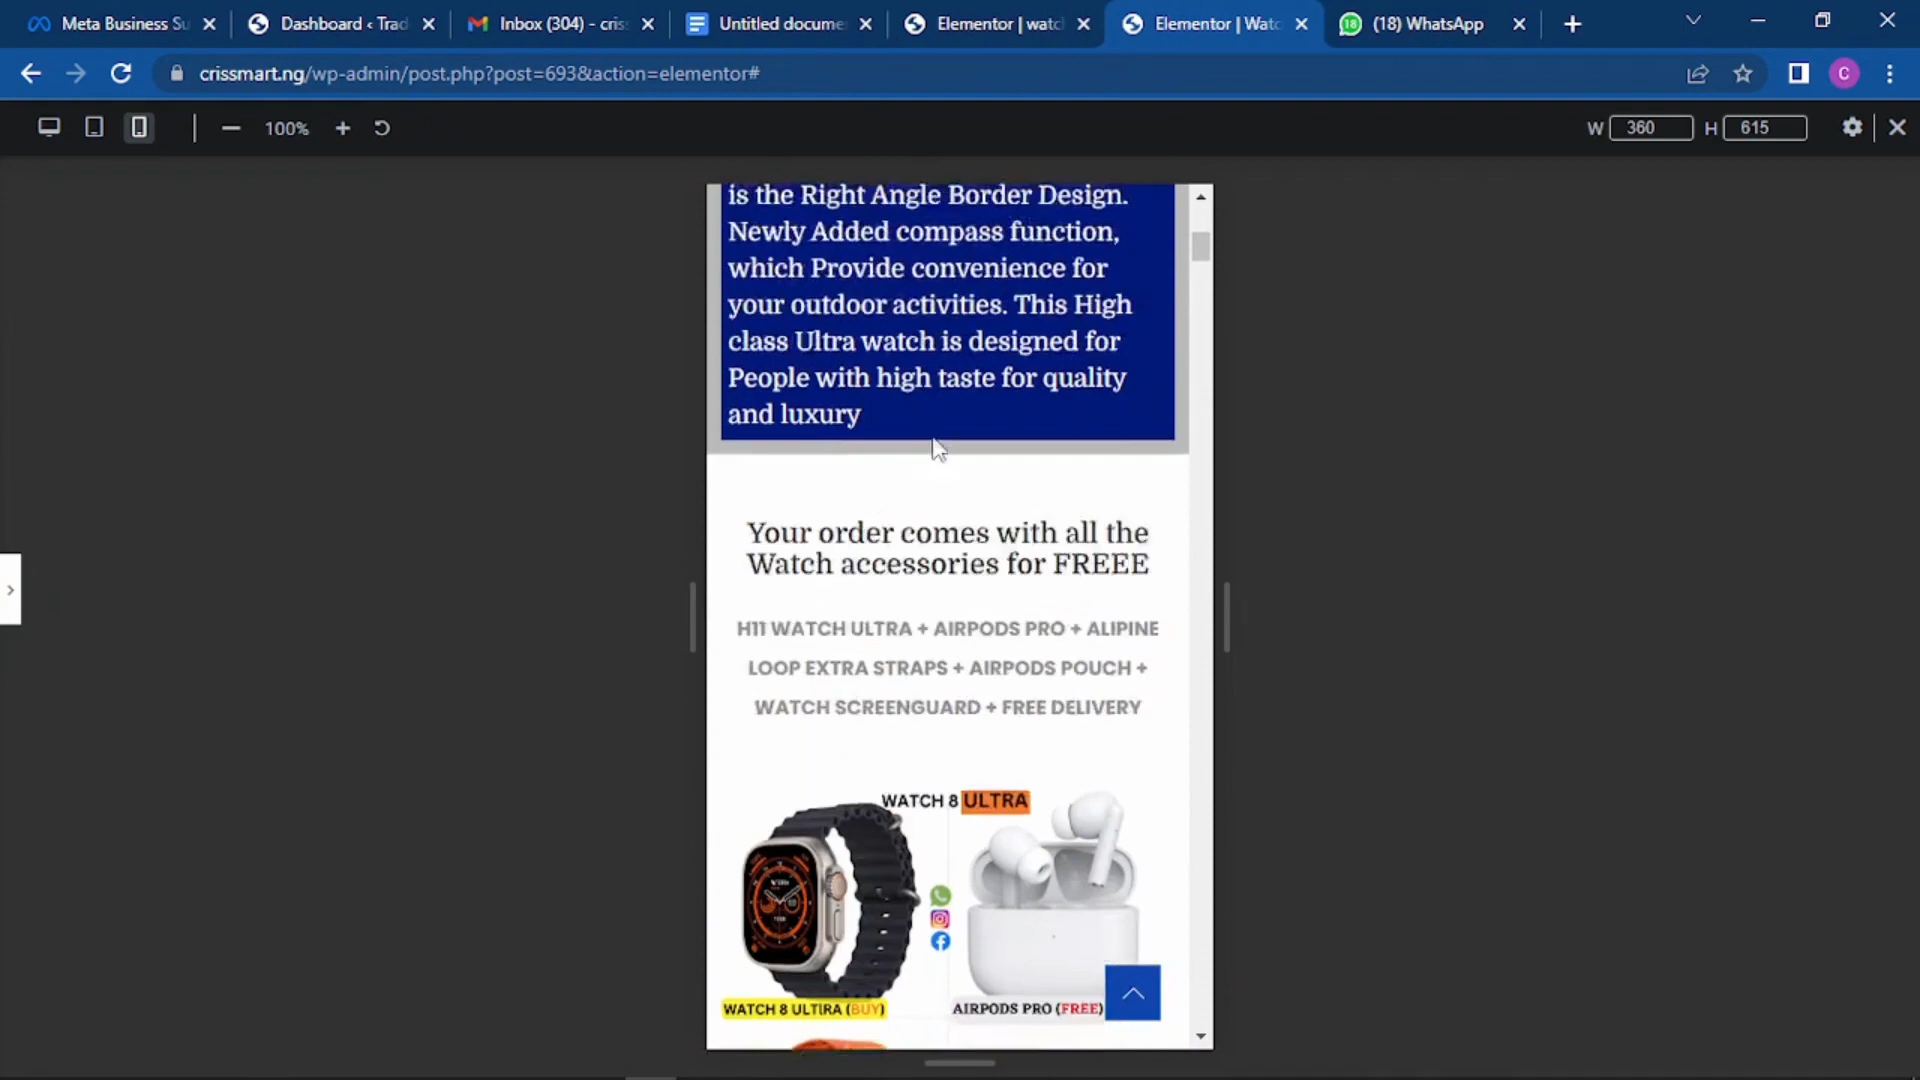 Meta Business Su
Dashboard ‹ Trad
Inbox (304) - cris
Untitled docume
Elementor | watc
Elementor | Watc
18
(18) WhatsApp
crissmart.ng/wp-admin/post.php?post=693&action=elementor#
C
100%
W 360 H 615
is the Right Angle Border Design.
Newly Added compass function,
which Provide convenience for
your outdoor activities. This High
class Ultra watch is designed for
People with high taste for quality
and luxury
Your order comes with all the
Watch accessories for FREEE
H11 WATCH ULTRA + AIRPODS PRO + ALIPINE
LOOP EXTRA STRAPS + AIRPODS POUCH +
WATCH SCREENGUARD + FREE DELIVERY
WATCH 8 ULTRA
WATCH 8 ULTIRA (BUY)
AIRPODS PRO (FREE)